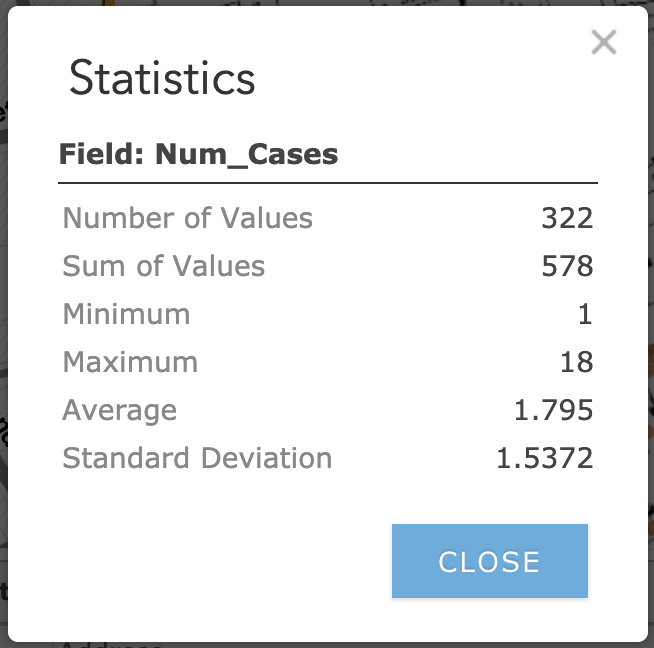 Statistics
Field: Num_Cases
Number of Values 322
Sum of Values 578
Minimum 1
Maximum 18
Average 1.795
Standard Deviation 1.5372
CLOSE